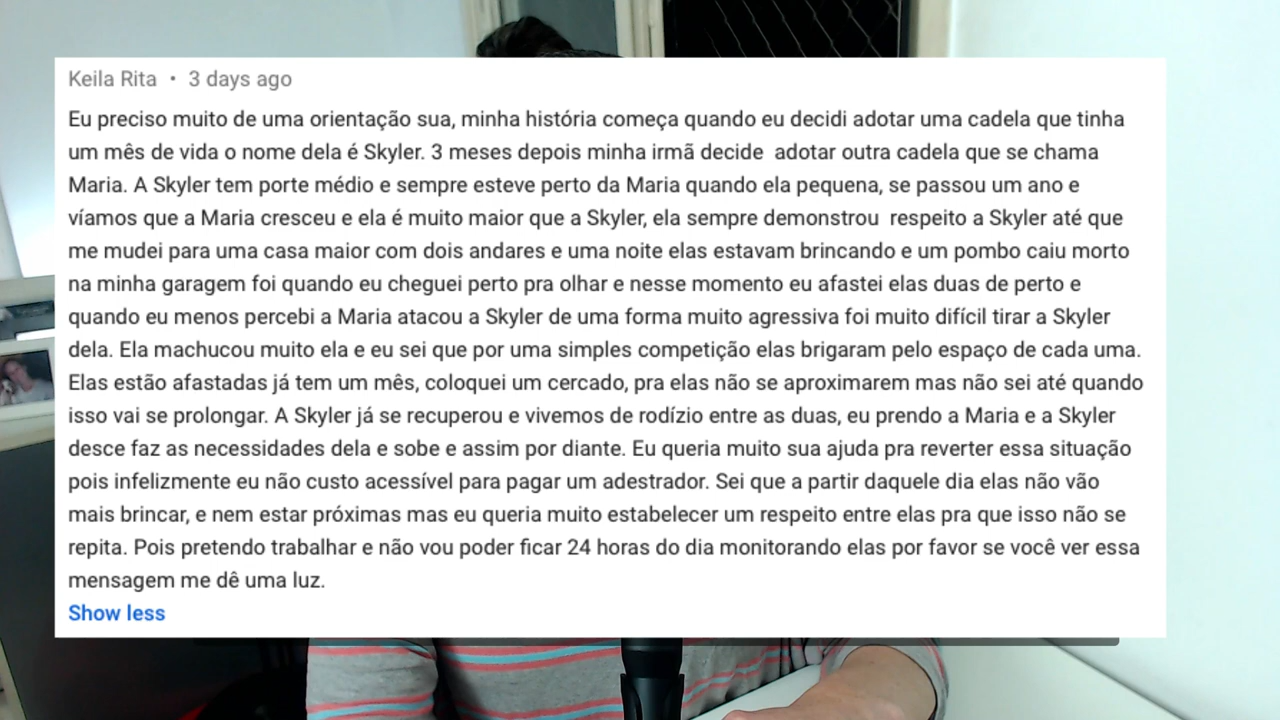 Keila Rita • 3 days ago
Eu preciso muito de uma orientação sua, minha história começa quando eu decidi adotar uma cadela que tinha
um mês de vida o nome dela é Skyler. 3 meses depois minha irmã decide  adotar outra cadela que se chama
Maria. A Skyler tem porte médio e sempre esteve perto da Maria quando ela pequena, se passou um ano e
víamos que a Maria cresceu e ela é muito maior que a Skyler, ela sempre demonstrou  respeito a Skyler até que
me mudei para uma casa maior com dois andares e uma noite elas estavam brincando e um pombo caiu morto
na minha garagem foi quando eu cheguei perto pra olhar e nesse momento eu afastei elas duas de perto e
quando eu menos percebi a Maria atacou a Skyler de uma forma muito agressiva foi muito difícil tirar a Skyler
dela. Ela machucou muito ela e eu sei que por uma simples competição elas brigaram pelo espaço de cada uma.
Elas estão afastadas já tem um mês, coloquei um cercado, pra elas não se aproximarem mas não sei até quando
isso vai se prolongar. A Skyler já se recuperou e vivemos de rodízio entre as duas, eu prendo a Maria e a Skyler
desce faz as necessidades dela e sobe e assim por diante. Eu queria muito sua ajuda pra reverter essa situação
pois infelizmente eu não custo acessível para pagar um adestrador. Sei que a partir daquele dia elas não vão
mais brincar, e nem estar próximas mas eu queria muito estabelecer um respeito entre elas pra que isso não se
repita. Pois pretendo trabalhar e não vou poder ficar 24 horas do dia monitorando elas por favor se você ver essa
mensagem me dê uma luz.
Show less